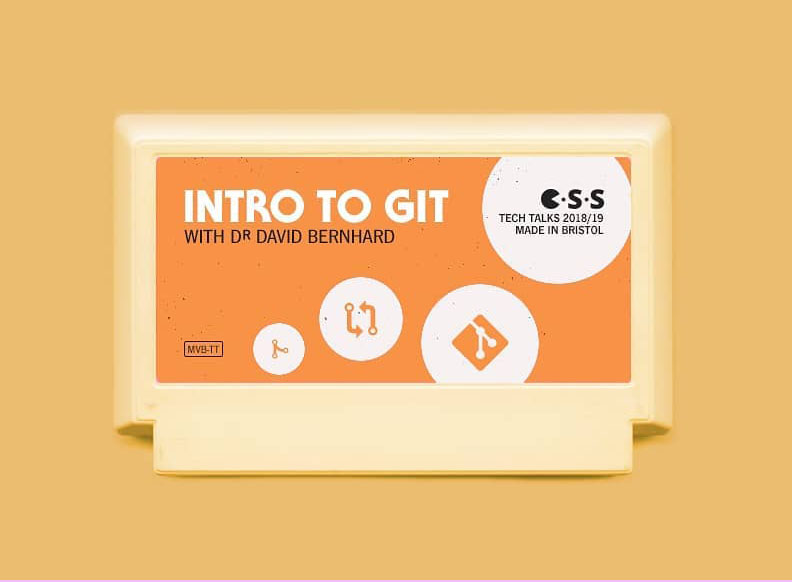 INTRO TO GIT
WITH DR DAVID BERNHARD
C·S·S
TECH TALKS 2018/19
MADE IN BRISTOL
MVB-TT